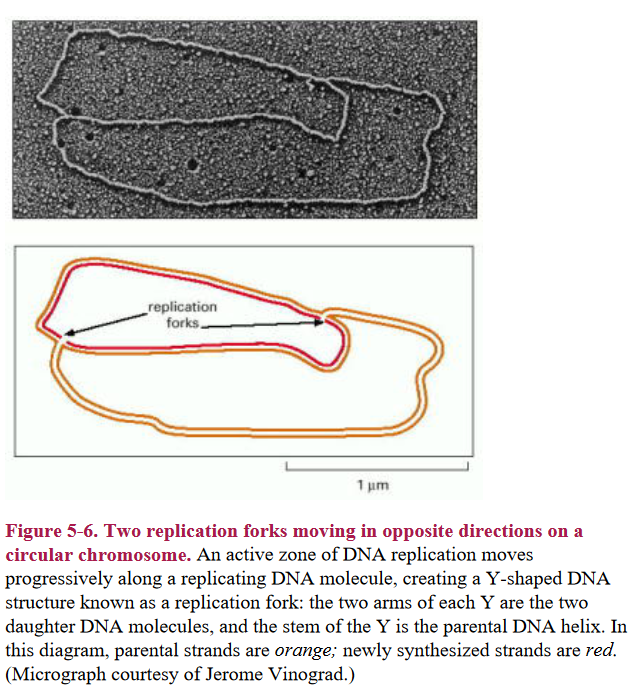 replication
forks
1 µm
Figure 5-6. Two replication forks moving in opposite directions on a
circular chromosome. An active zone of DNA replication moves
progressively along a replicating DNA molecule, creating a Y-shaped DNA
structure known as a replication fork: the two arms of each Y are the two
daughter DNA molecules, and the stem of the Y is the parental DNA helix. In
this diagram, parental strands are orange; newly synthesized strands are red.
(Micrograph courtesy of Jerome Vinograd.)